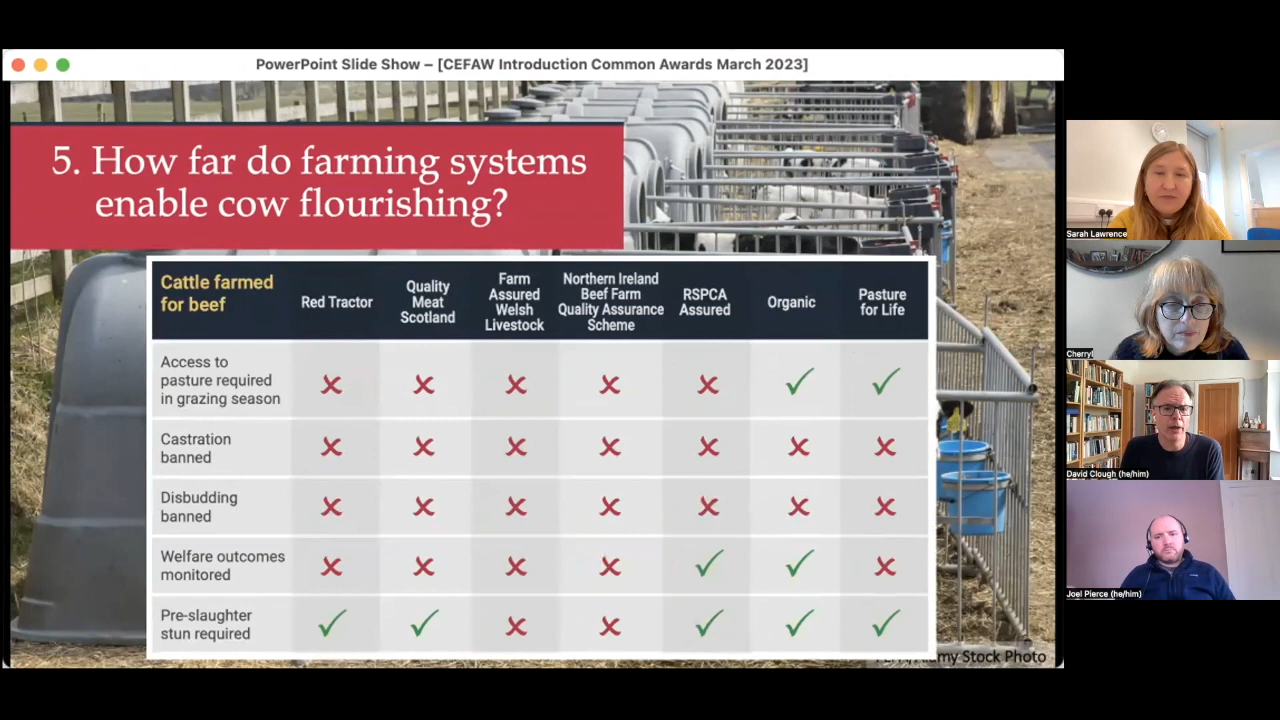 PowerPoint Slide Show – [CEFAW Introduction Common Awards March 2023]
5. How far do farming systems
enable cow flourishing?
Cattle farmed
for beef
Red Tractor
Quality
Meat
Scotland
Farm
Assured
Welsh
Livestock
Northern Ireland
Beef Farm
Quality Assurance
Scheme
RSPCA
Assured
Organic
Pasture
for Life
Access to
pasture required
in grazing season
Castration
banned
Disbudding
banned
Welfare outcomes
monitored
Pre-slaughter
stun required
Stock Photo
Sarah Lawrence
Cherryl
David Clough (he/him)
Joel Pierce (he/him)